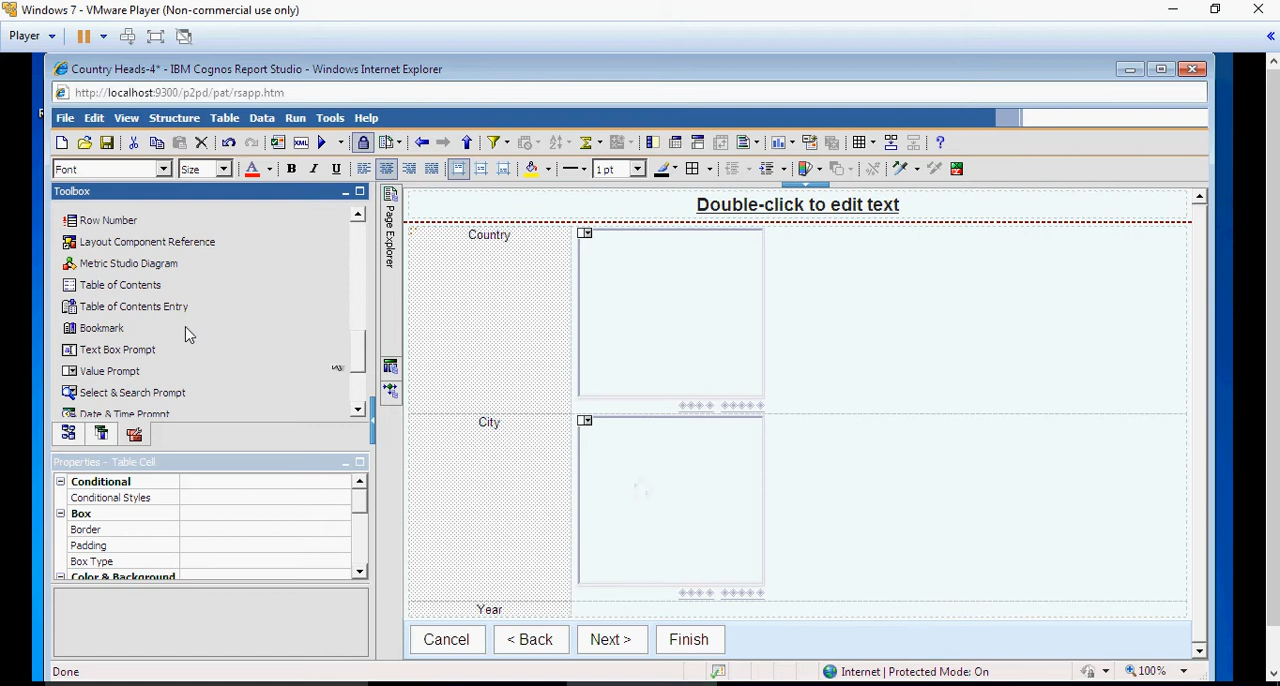 Windows 7 - VMware Player (Non-commercial use only)
Player
Country Heads-4* - IBM Cognos Report Studio - Windows Internet Explorer
http://localhost:9300/p2pd/pat/rsapp.htm
File Edit View Structure Table Data Run Tools Help
Font Size A B I U 1 pt
Toolbox
Row Number
Layout Component Reference
Metric Studio Diagram
Table of Contents
Table of Contents Entry
Bookmark
Text Box Prompt
Value Prompt
Select & Search Prompt
Date & Time Prompt
Properties - Table Cell
Conditional
Conditional Styles
Box
Border
Padding
Box Type
Color & Background
Page Explorer
Double-click to edit text
Country
City
Year
Cancel < Back Next > Finish
Done Internet | Protected Mode: On 100%